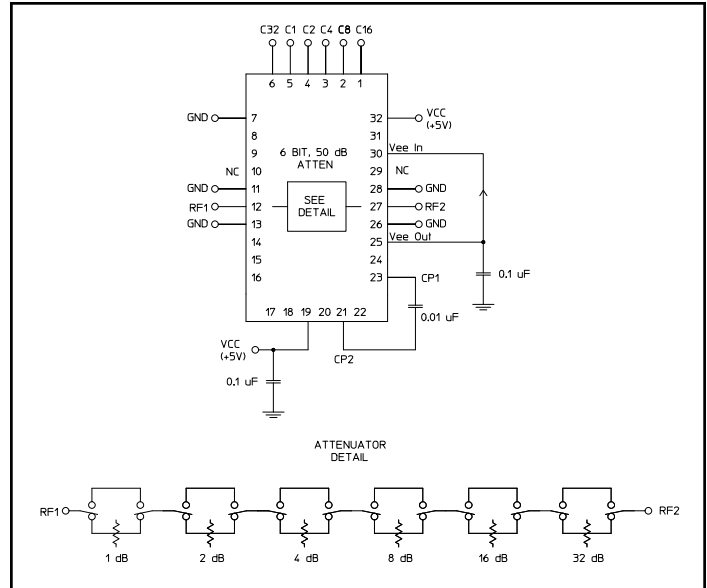 C32 C1 C2 C4 C8 C16
6 5 4 3 2 1
GND 7 32 VCC
(+5V)
8 31
9 6 BIT, 50 dB 30 Vee In
ATTEN
NC 10 29 NC
GND 11 SEE 28 GND
RF1 12 DETAIL 27 RF2
GND 13 26 GND
14 25 Vee Out
15 24
16 23 CP1
0.1 uF
17 18 19 20 21 22
0.01 uF
VCC
(+5V)
CP2
0.1 uF
ATTENUATOR
DETAIL
RF1 RF2
1 dB 2 dB 4 dB 8 dB 16 dB 32 dB